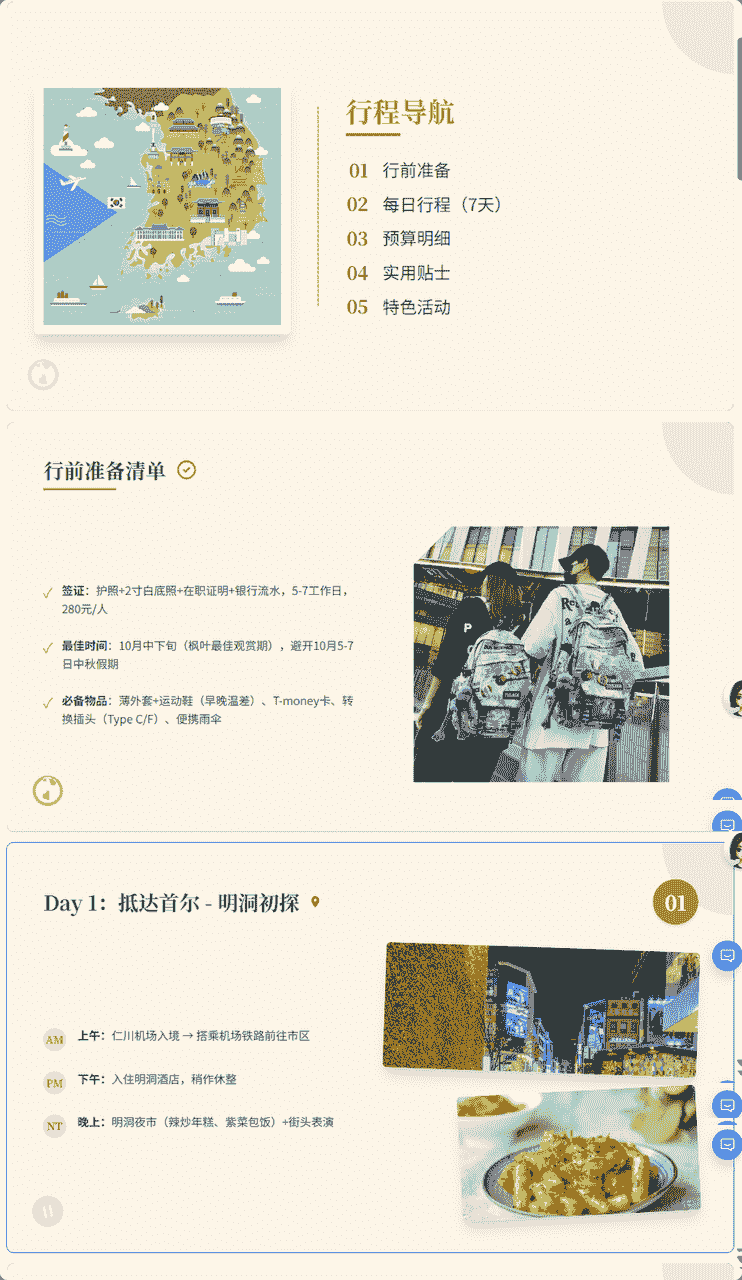 行程导航
01 行前准备
02 每日行程（7天）
03 预算明细
04 实用贴士
05 特色活动
行前准备清单
签证：护照+2寸白底照+在职证明+银行流水，5-7工作日，
280元/人
最佳时间：10月中下旬（枫叶最佳观赏期），避开10月5-7
日中秋假期
必备物品：薄外套+运动鞋（早晚温差）、T-money卡、转
换插头（Type C/F）、便携雨伞
Day 1：抵达首尔 - 明洞初探
01
AM 上午：仁川机场入境 → 搭乘机场铁路前往市区
PM 下午：入住明洞酒店，稍作休整
NT 晚上：明洞夜市（辣炒年糕、紫菜包饭）+街头表演